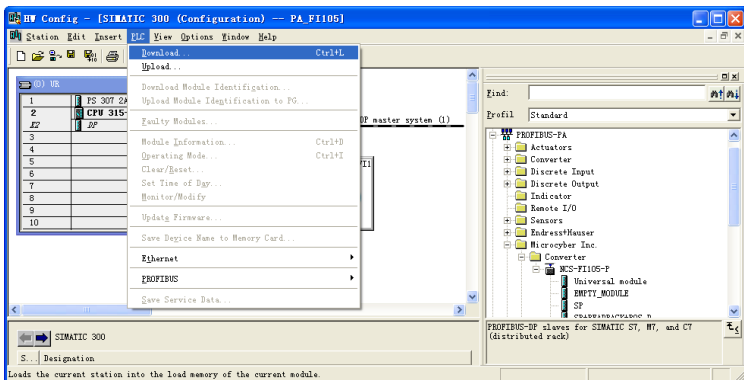 HW Config - [SIMATIC 300 (Configuration) -- PA_FI105]
Station Edit Insert PLC View Options Window Help
Download... Ctrl+L
Upload...
Download Module Identification...
Upload Module Identification to PG...
Faulty Modules...
Module Information... Ctrl+D
Operating Mode... Ctrl+I
Clear/Reset...
Set Time of Day...
Monitor/Modify
Update Firmware...
Save Device Name to Memory Card...
Ethernet
PROFIBUS
Save Service Data...
(0) UR
1 PS 307 2A
2 CPU 315-
X2 DP
3
4
5
6
7
8
9
10
DP master system (1)
Find:
Profil Standard
PROFIBUS-PA
Actuators
Converter
Discrete Input
Discrete Output
Indicator
Remote I/O
Sensors
Endress+Hauser
Microcyber Inc.
Converter
NCS-FI105-P
Universal module
EMPTY_MODULE
SP
PROFIBUS-DP slaves for SIMATIC S7, M7, and C7
(distributed rack)
SIMATIC 300
S... Designation
Loads the current station into the load memory of the current module.